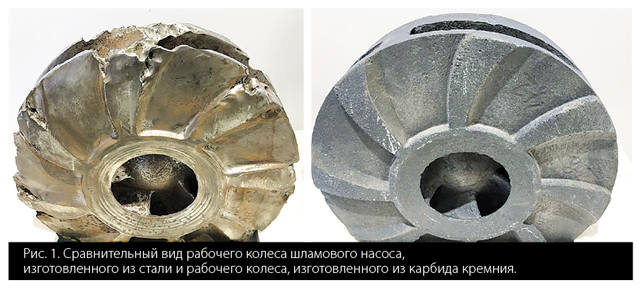 Рис. 1. Сравнительный вид рабочего колеса шламового насоса,
изготовленного из стали и рабочего колеса, изготовленного из карбида кремния.